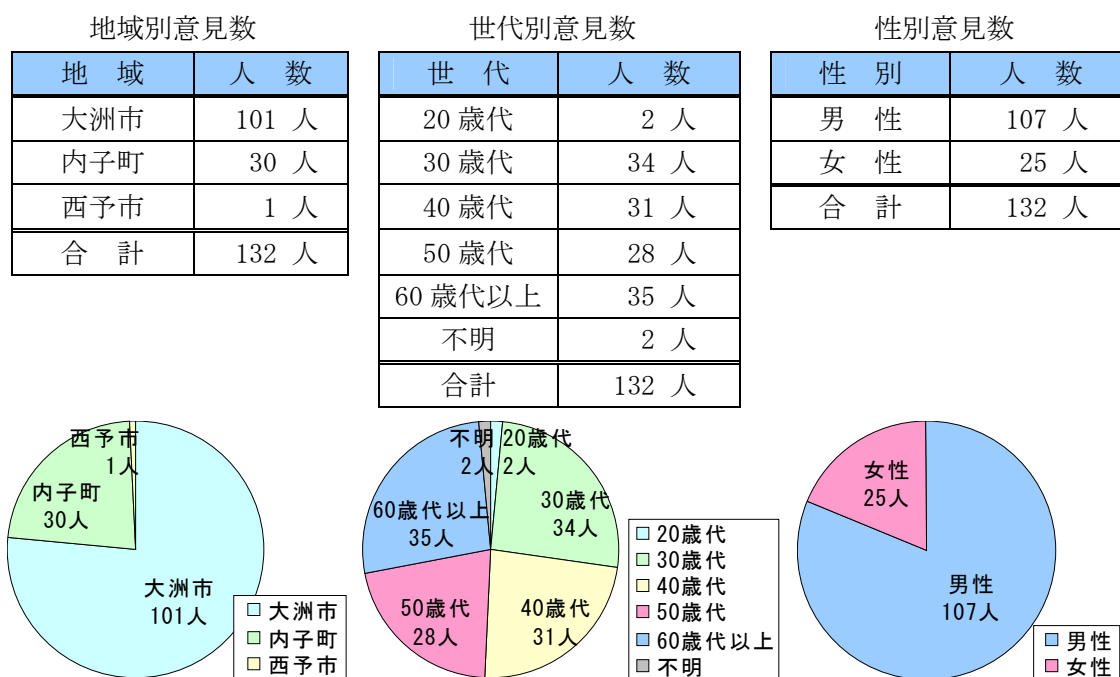 地域別意見数
地 域 人 数
大洲市 101 人
内子町 30 人
西予市 1 人
合 計 132 人
世代別意見数
世 代 人 数
20 歳代 2 人
30 歳代 34 人
40 歳代 31 人
50 歳代 28 人
60 歳代以上 35 人
不明 2 人
合計 132 人
性別意見数
性 別 人 数
男 性 107 人
女 性 25 人
合 計 132 人
西予市
1人
内子町
30人
大洲市
101人
大洲市
内子町
西予市
不明
2人
20歳代
2人
30歳代
34人
60歳代以上
35人
50歳代
28人
40歳代
31人
20歳代
30歳代
40歳代
50歳代
60歳代以上
不明
女性
25人
男性
107人
男性
女性